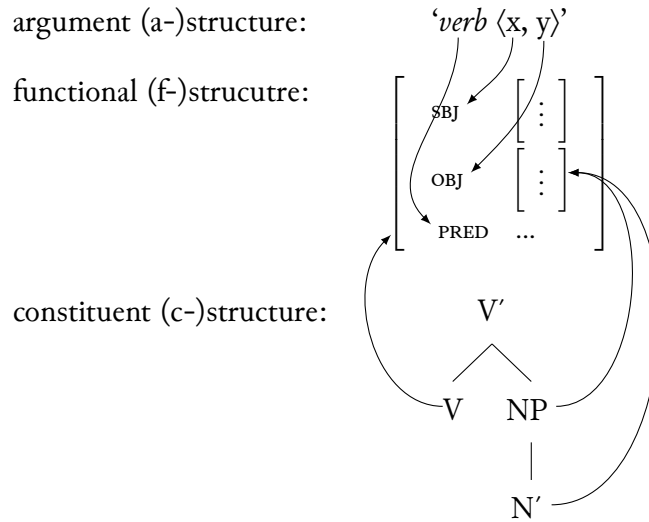 argument (a-)structure: ‘verb ⟨x, y⟩’
functional (f-)strucutre:
SBJ ⋮
OBJ ⋮
PRED ...
constituent (c-)structure: V′
V NP
N′